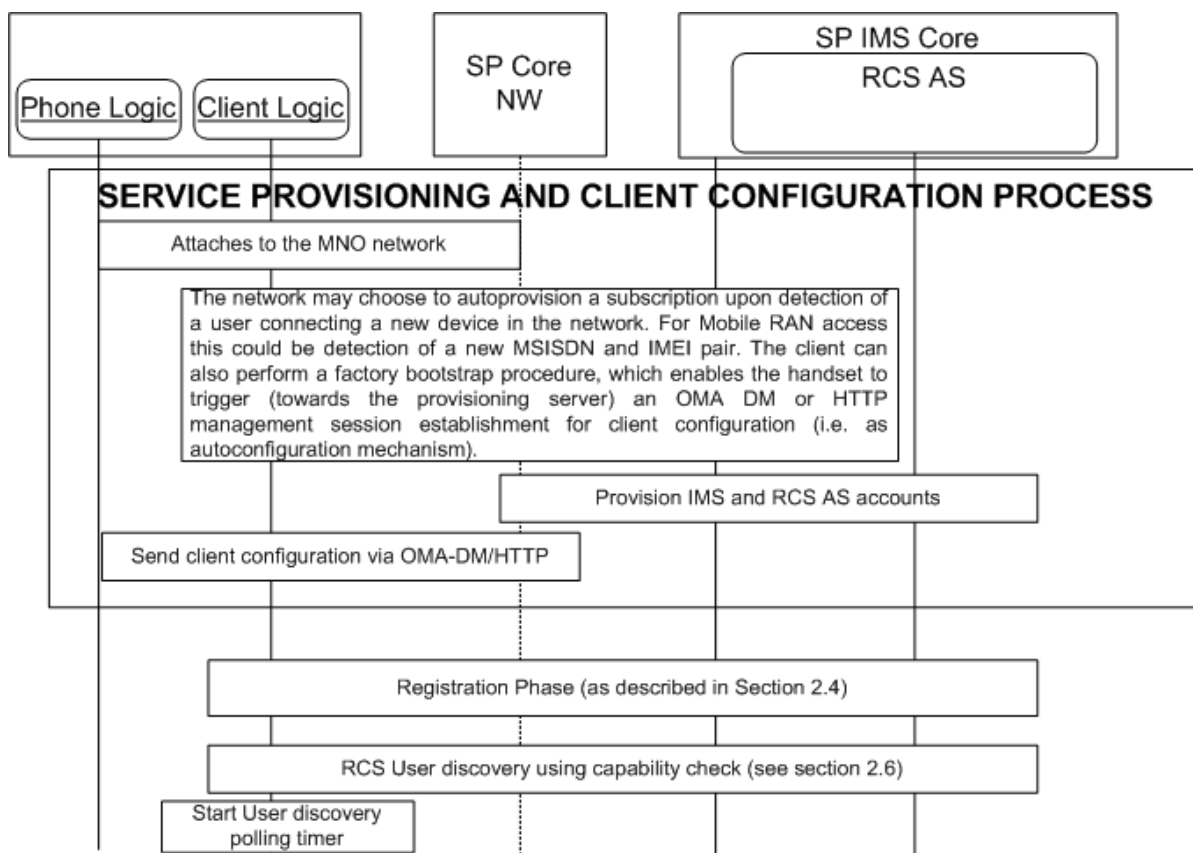 SP IMS Core
SP Core
NW
RCS AS
Phone Logic
Client Logic
SERVICE PROVISIONING AND CLIENT CONFIGURATION PROCESS
Attaches to the MNO network
The network may choose to autoprovision a subscription upon detection of
a user connecting a new device in the network. For Mobile RAN access
this could be detection of a new MSISDN and IMEI pair. The client can
also perform a factory bootstrap procedure, which enables the handset to
trigger (towards the provisioning server) an OMA DM or HTTP
management session establishment for client configuration (i.e. as
autoconfiguration mechanism).
Provision IMS and RCS AS accounts
Send client configuration via OMA-DM/HTTP
Registration Phase (as described in Section 2.4)
RCS User discovery using capability check (see section 2.6)
Start User discovery
polling timer